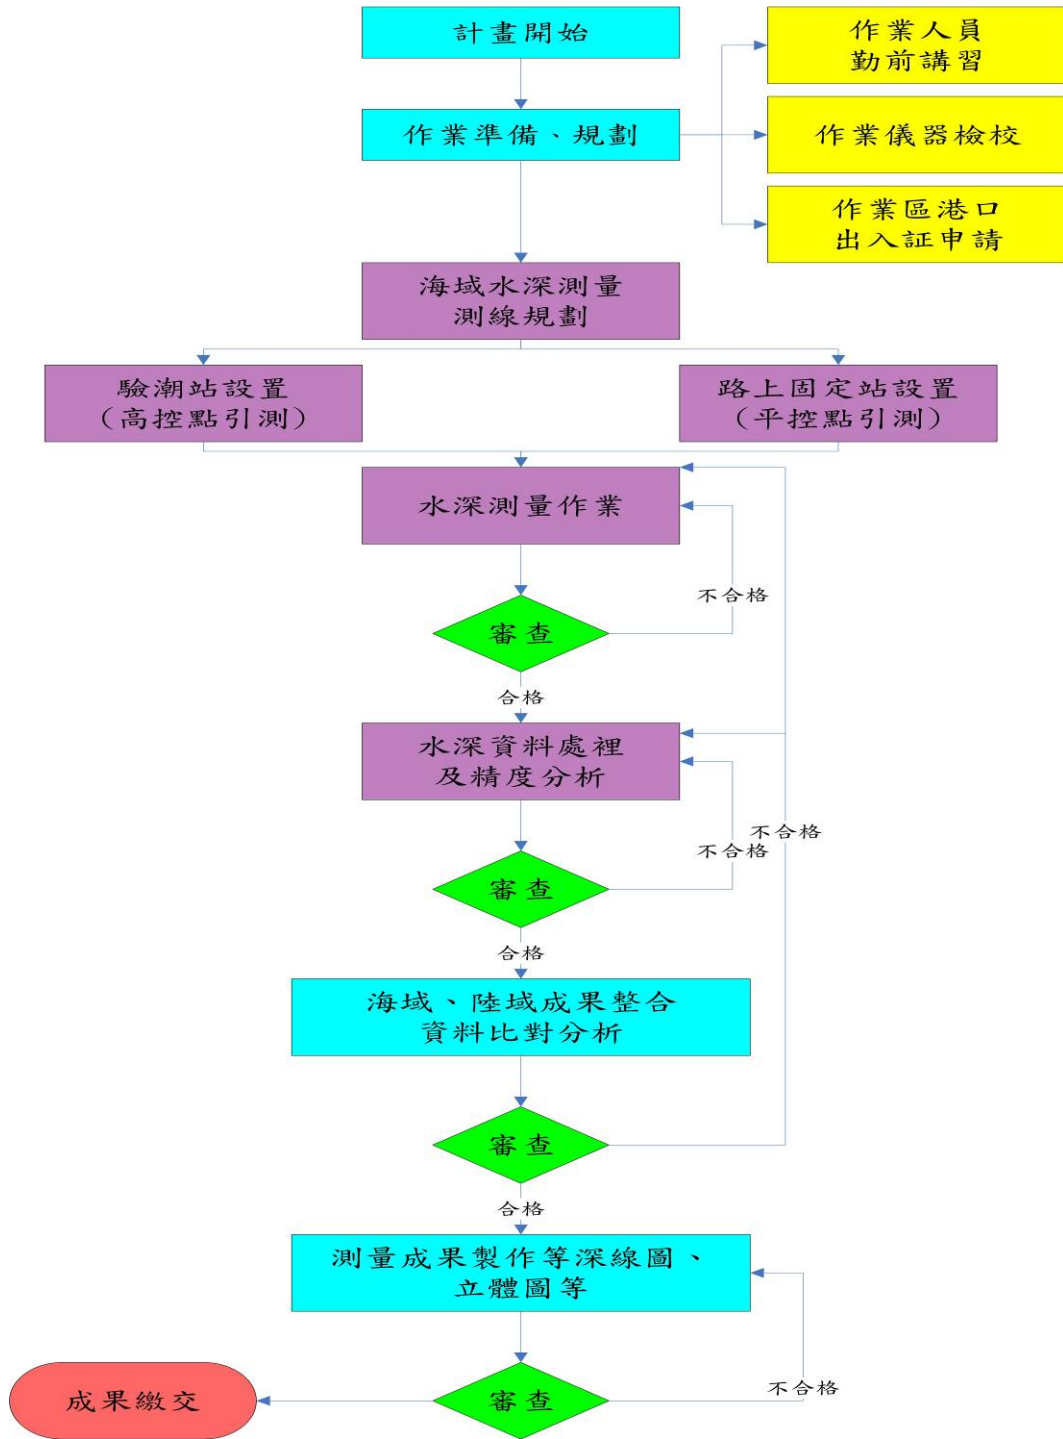 計畫開始
作業人員
勤前講習
作業準備、規劃
作業儀器檢校
作業區港口
出入証申請
海域水深測量
測線規劃
驗潮站設置
（高控點引測）
路上固定站設置
（平控點引測）
水深測量作業
不合格
審查
合格
水深資料處裡
及精度分析
不合格
不合格
審查
合格
海域、陸域成果整合
資料比對分析
審查
合格
測量成果製作等深線圖、
立體圖等
不合格
審查
成果繳交